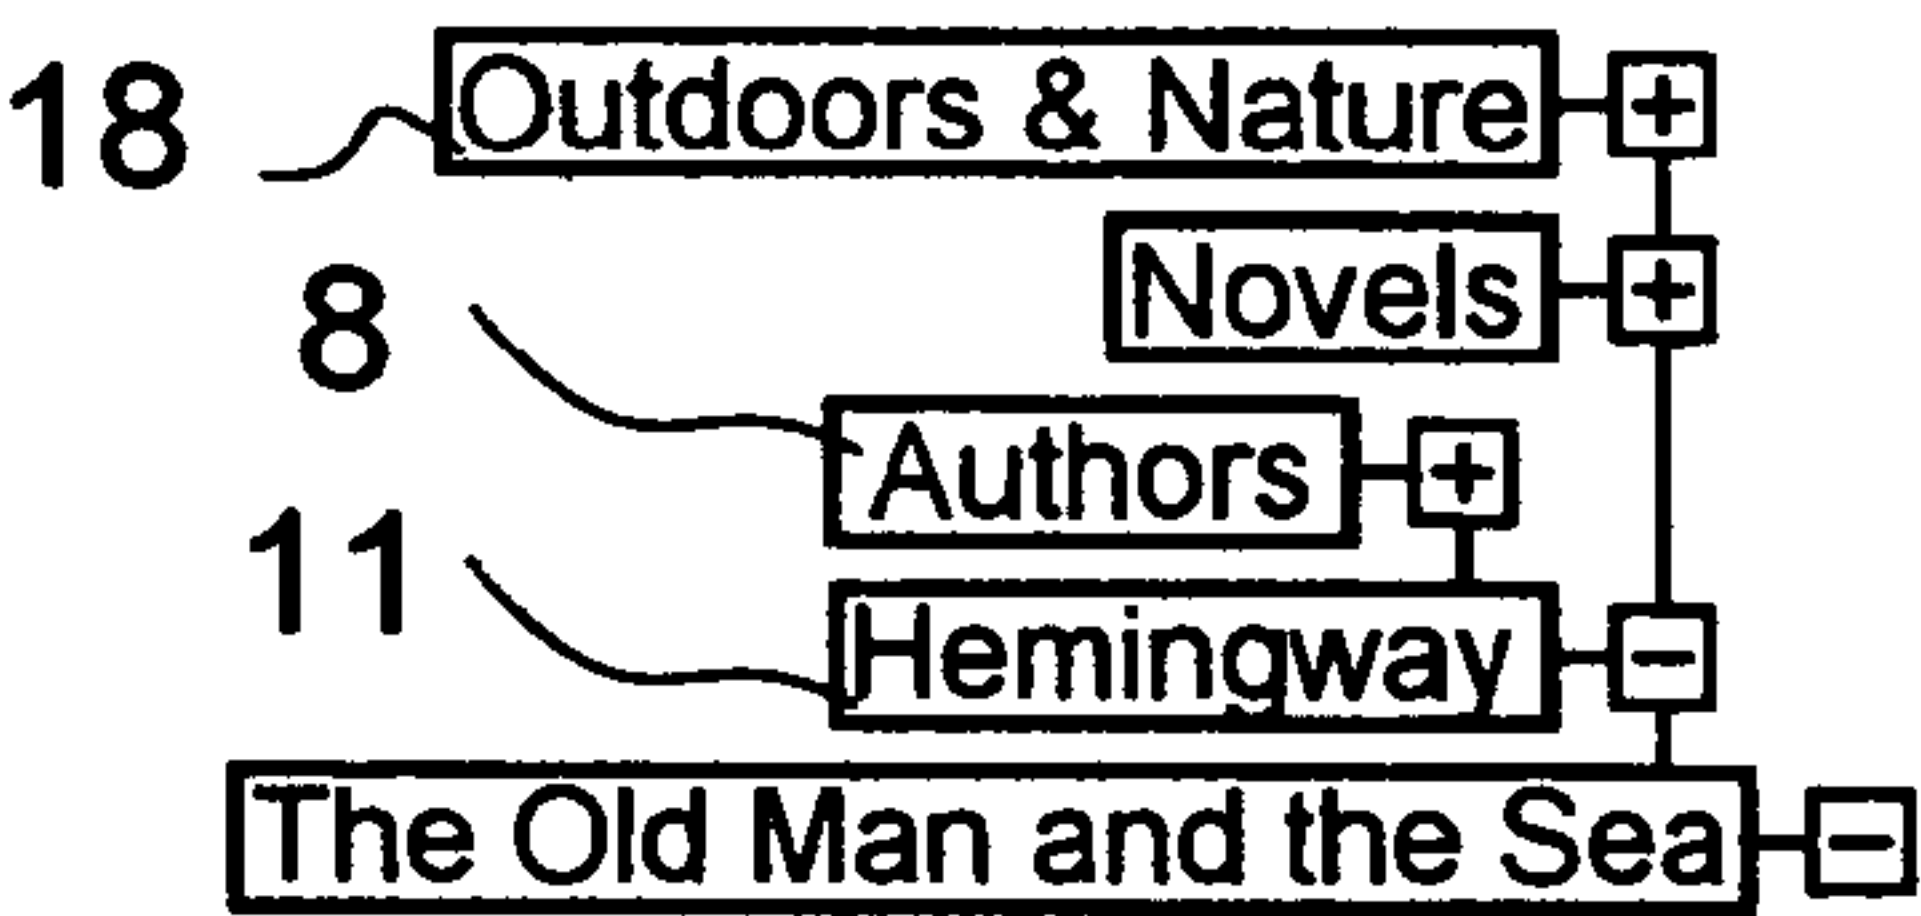 18 Outdoors & Nature +
Novels +
8 Authors +
11 Hemingway −
The Old Man and the Sea −